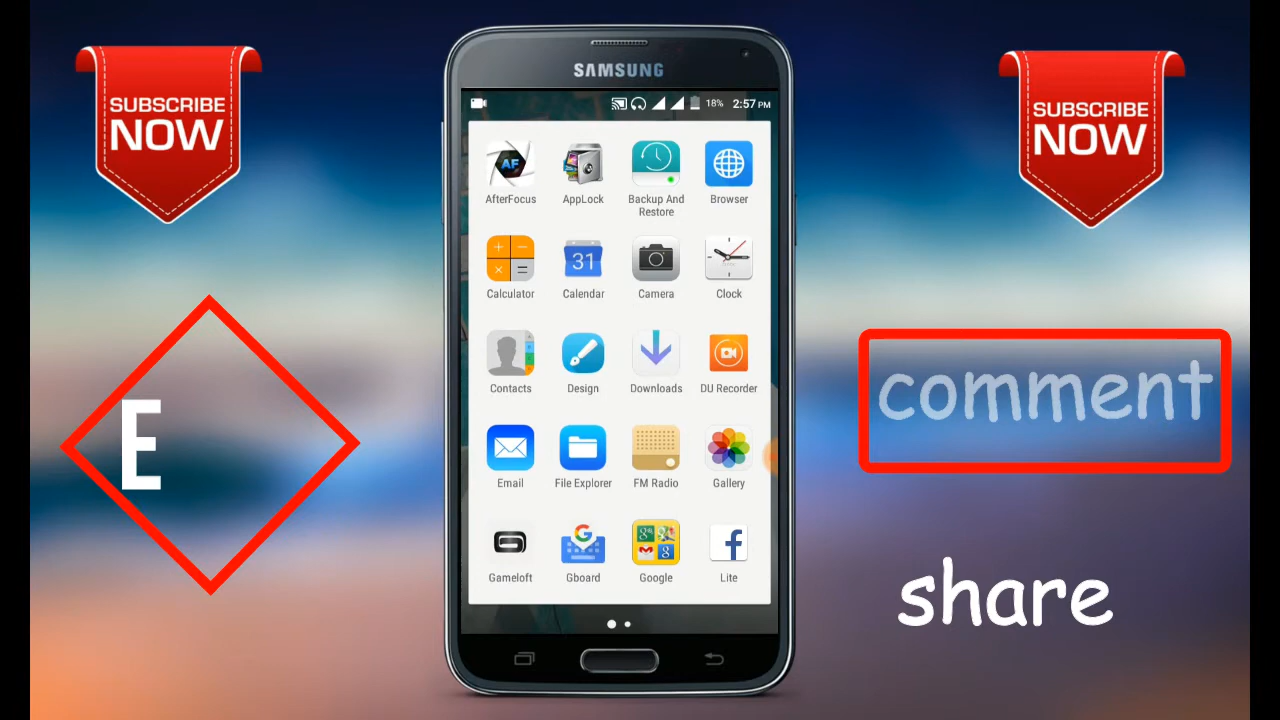 SUBSCRIBE
NOW
SUBSCRIBE
NOW
SAMSUNG
18% 2:57 PM
AF
AfterFocus AppLock Backup And Restore Browser
31
Calculator Calendar Camera Clock
Contacts Design Downloads DU Recorder
Email File Explorer FM Radio Gallery
G
Gameloft Gboard Google Lite
E
comment
share